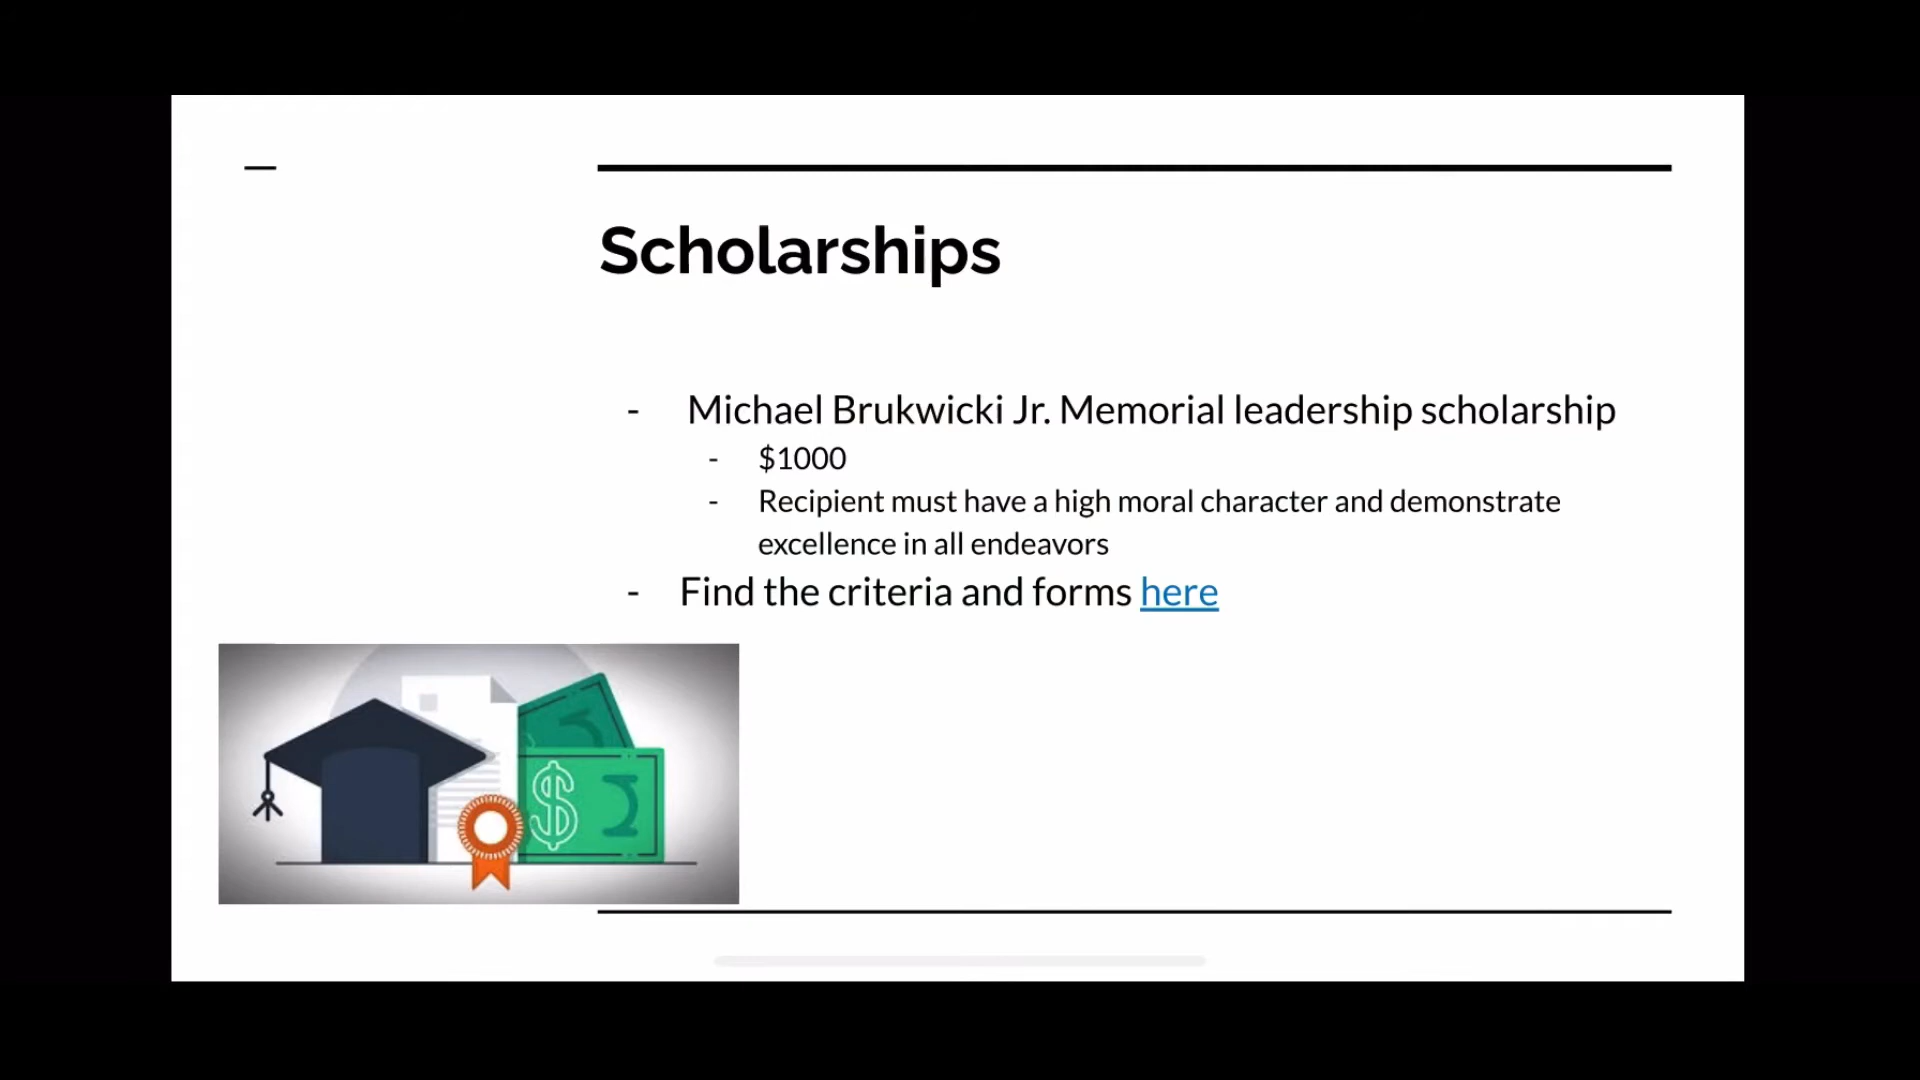 Scholarships
- Michael Brukwicki Jr. Memorial leadership scholarship
- $1000
- Recipient must have a high moral character and demonstrate
excellence in all endeavors
- Find the criteria and forms here
$